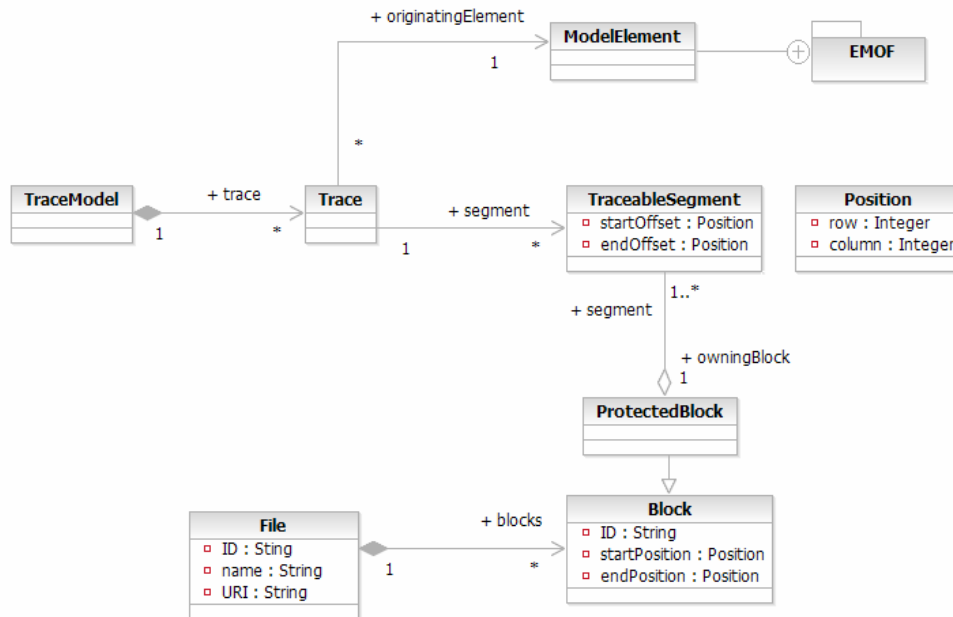 + originatingElement
ModelElement
EMOF
1
*
TraceModel
+ trace
1
*
Trace
+ segment
1
*
TraceableSegment
startOffset : Position
endOffset : Position
Position
row : Integer
column : Integer
1..*
+ segment
+ owningBlock
1
ProtectedBlock
File
ID : Sting
name : String
URI : String
+ blocks
1
*
Block
ID : String
startPosition : Position
endPosition : Position